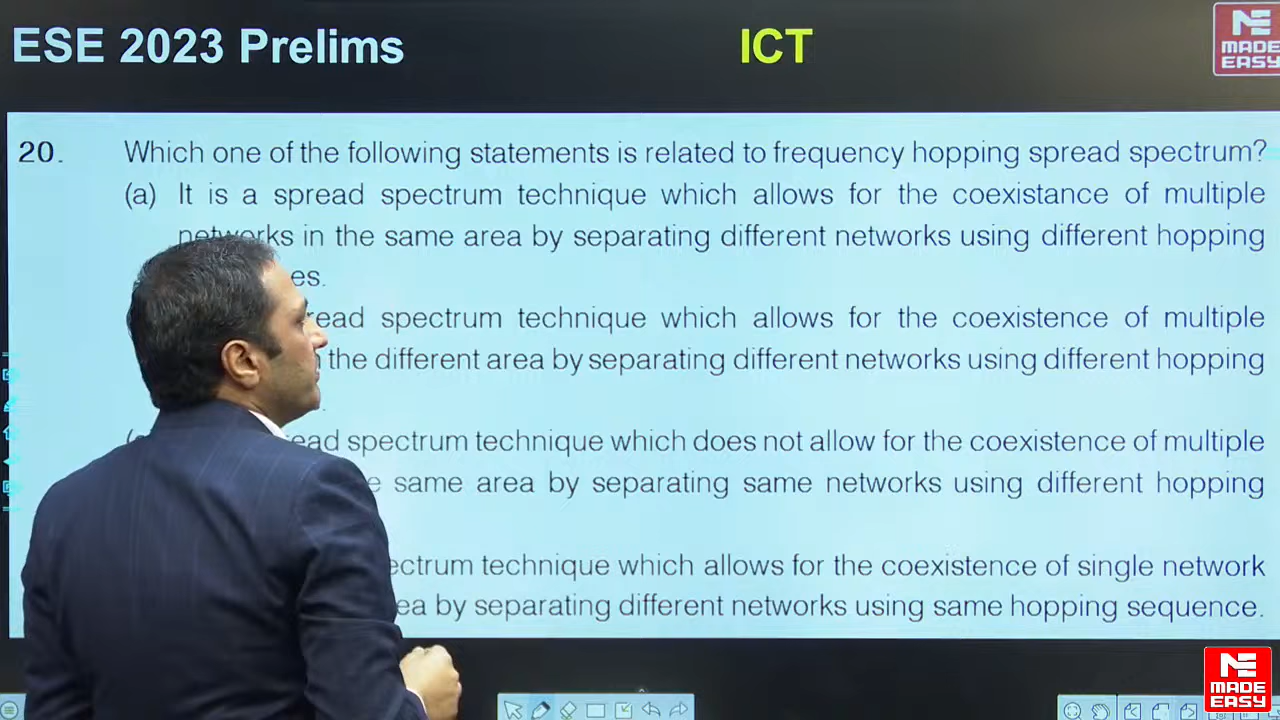 ESE 2023 Prelims
ICT
MADE EASY
20. Which one of the following statements is related to frequency hopping spread spectrum?
(a) It is a spread spectrum technique which allows for the coexistance of multiple
networks in the same area by separating different networks using different hopping
es.
read spectrum technique which allows for the coexistence of multiple
the different area by separating different networks using different hopping
.
ead spectrum technique which does not allow for the coexistence of multiple
e same area by separating same networks using different hopping
ectrum technique which allows for the coexistence of single network
ea by separating different networks using same hopping sequence.
MADE EASY